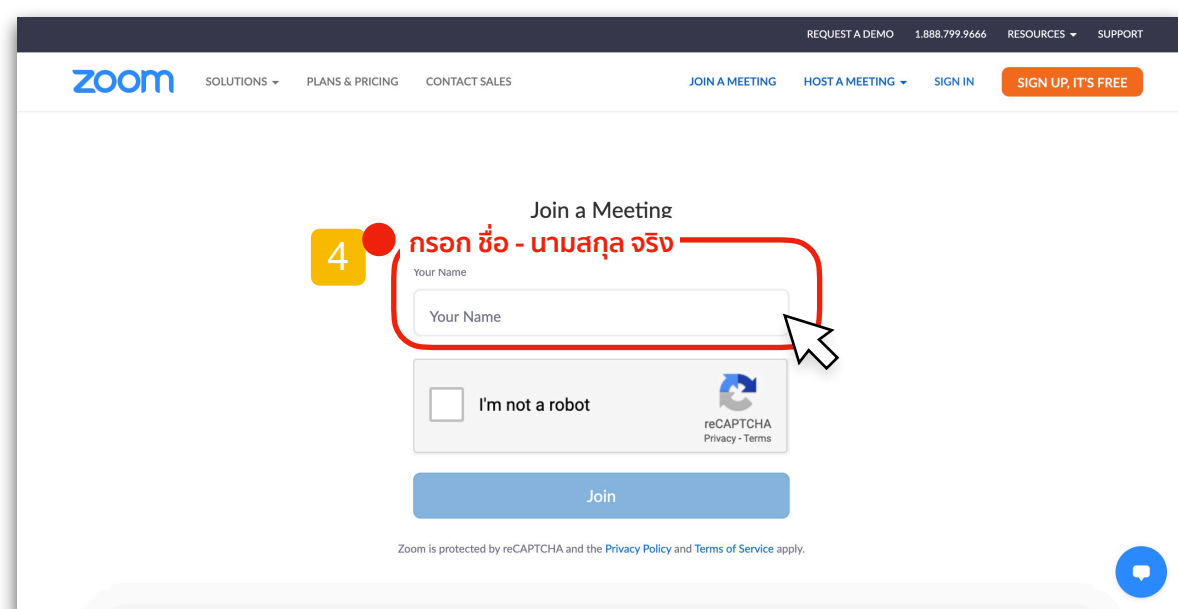 REQUEST A DEMO 1.888.799.9666 RESOURCES SUPPORT
zoom SOLUTIONS PLANS & PRICING CONTACT SALES JOIN A MEETING HOST A MEETING SIGN IN SIGN UP, IT'S FREE
Join a Meeting
4 กรอก ชื่อ - นามสกุล จริง
Your Name
Your Name
I'm not a robot
reCAPTCHA
Privacy - Terms
Join
Zoom is protected by reCAPTCHA and the Privacy Policy and Terms of Service apply.